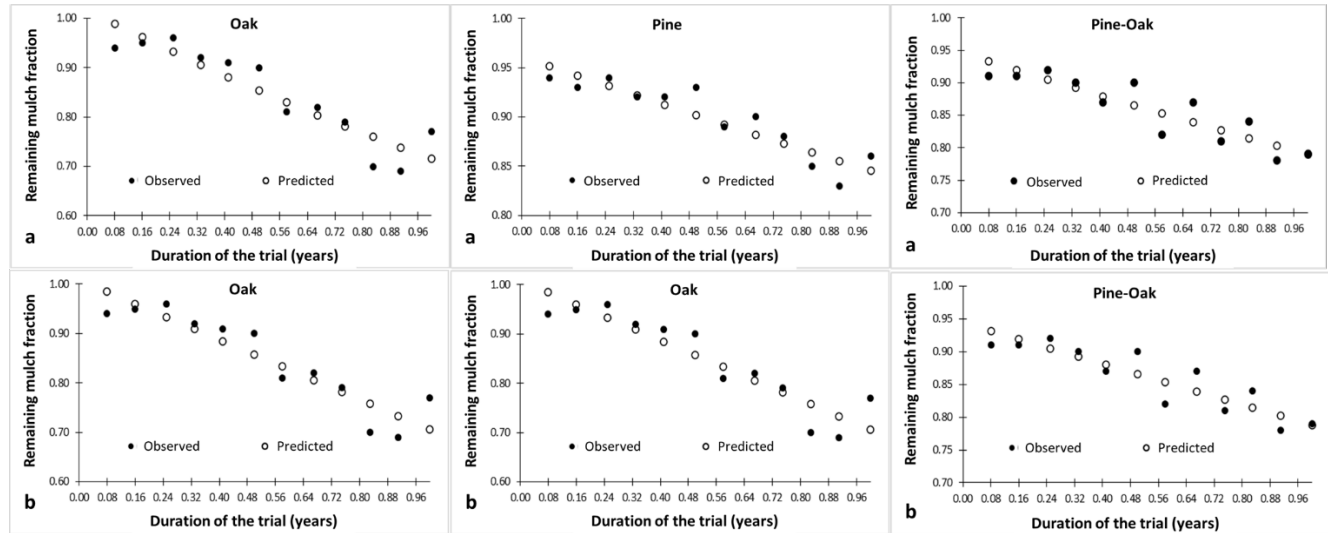 Oak
Remaining mulch fraction
1.00
0.90
0.80
0.70
0.60
Observed
Predicted
0.00 0.08 0.16 0.24 0.32 0.40 0.48 0.56 0.64 0.72 0.80 0.88 0.96
a
Duration of the trial (years)
Pine
Remaining mulch fraction
1.00
0.95
0.90
0.85
0.80
Observed
Predicted
0.00 0.08 0.16 0.24 0.32 0.40 0.48 0.56 0.64 0.72 0.80 0.88 0.96
a
Duration of the trial (years)
Pine-Oak
Remaining mulch fraction
1.00
0.95
0.90
0.85
0.80
0.75
0.70
Observed
Predicted
0.00 0.08 0.16 0.24 0.32 0.40 0.48 0.56 0.64 0.72 0.80 0.88 0.96
a
Duration of the trial (years)
Oak
Remaining mulch fraction
1.00
0.90
0.80
0.70
0.60
Observed
Predicted
0.00 0.08 0.16 0.24 0.32 0.40 0.48 0.56 0.64 0.72 0.80 0.88 0.96
b
Duration of the trial (years)
Oak
Remaining mulch fraction
1.00
0.90
0.80
0.70
0.60
Observed
Predicted
0.00 0.08 0.16 0.24 0.32 0.40 0.48 0.56 0.64 0.72 0.80 0.88 0.96
b
Duration of the trial (years)
Pine-Oak
Remaining mulch fraction
1.00
0.95
0.90
0.85
0.80
0.75
0.70
Observed
Predicted
0.00 0.08 0.16 0.24 0.32 0.40 0.48 0.56 0.64 0.72 0.80 0.88 0.96
b
Duration of the trial (years)